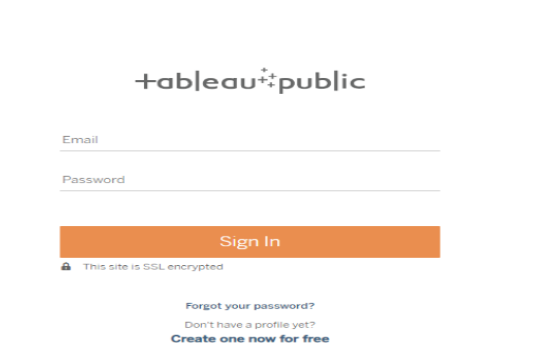 +ableau public
Email
Password
Sign In
This site is SSL encrypted
Forgot your password?
Don't have a profile yet?
Create one now for free